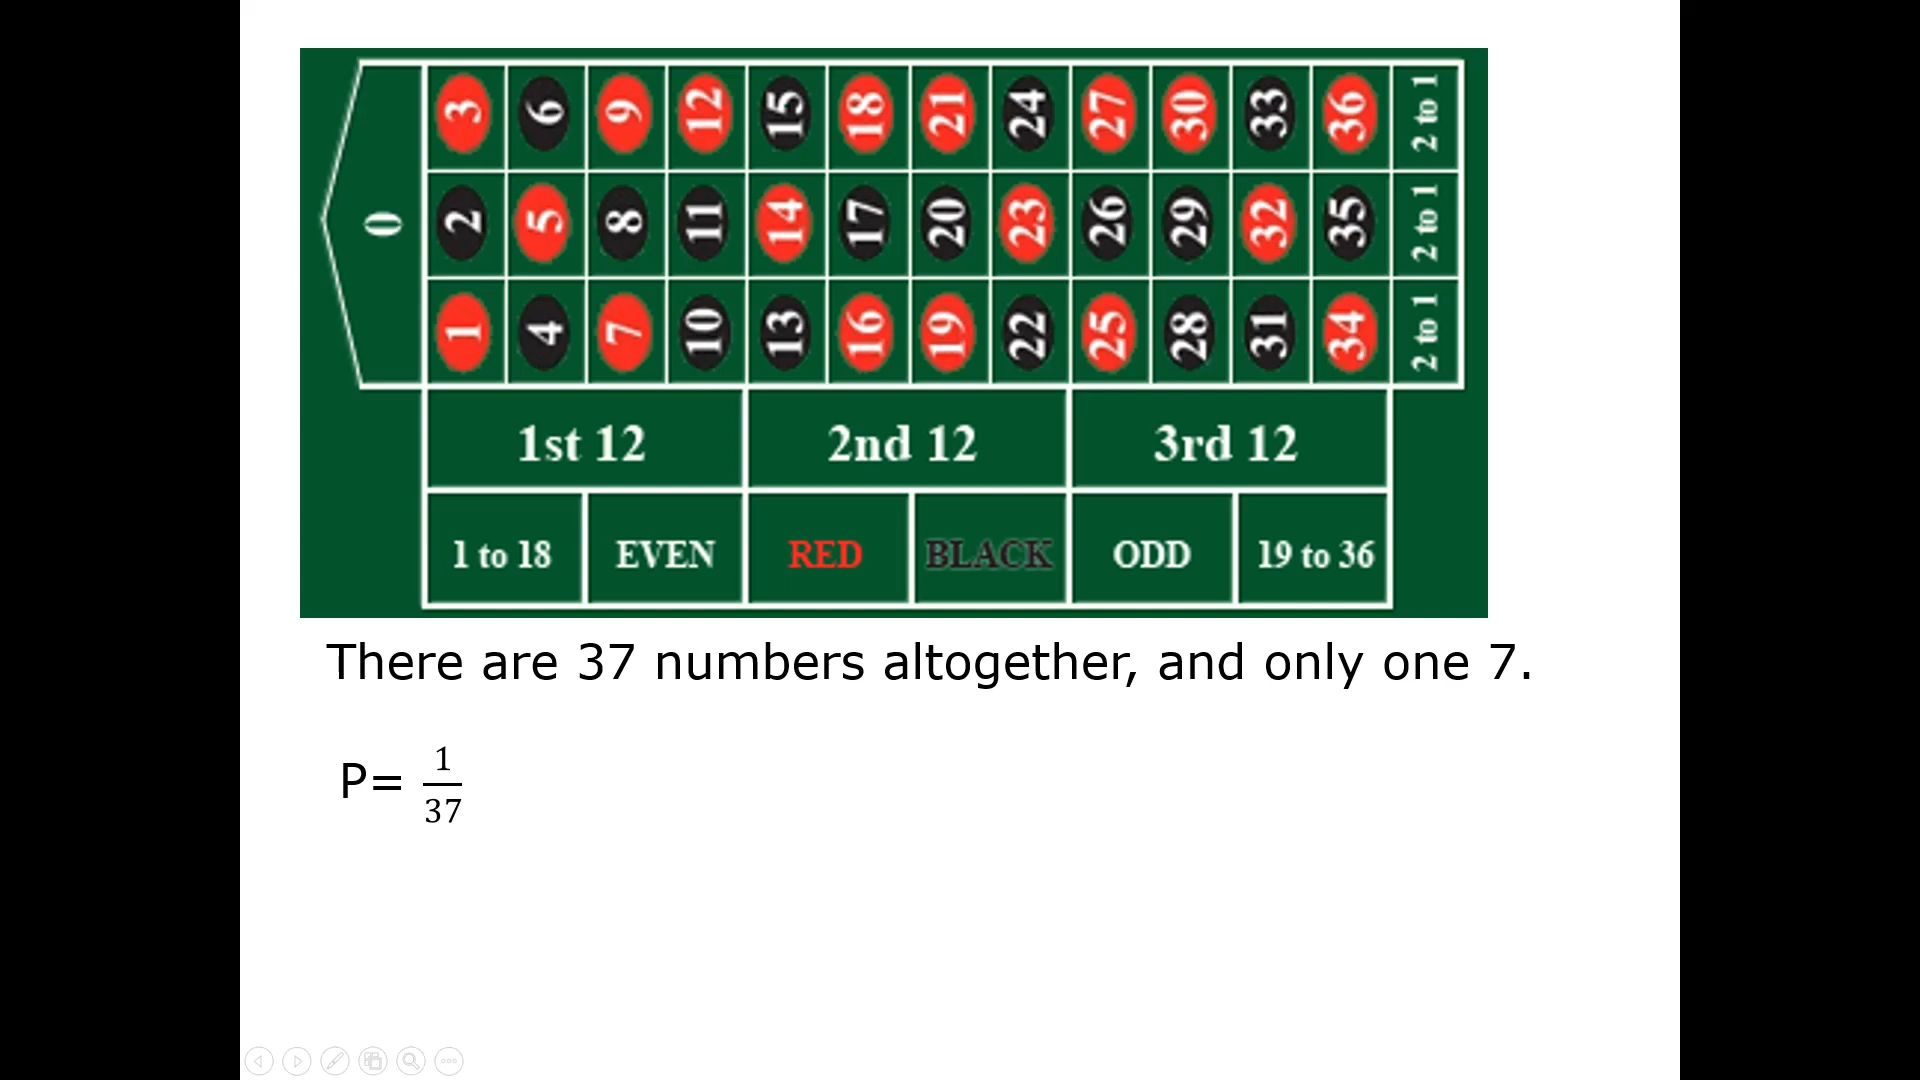 3 6 9 12 15 18 21 24 27 30 33 36 2 to 1
0 2 5 8 11 14 17 20 23 26 29 32 35 2 to 1
1 4 7 10 13 16 19 22 25 28 31 34 2 to 1
1st 12 2nd 12 3rd 12
1 to 18 EVEN RED BLACK ODD 19 to 36
There are 37 numbers altogether, and only one 7.
P= 1/37